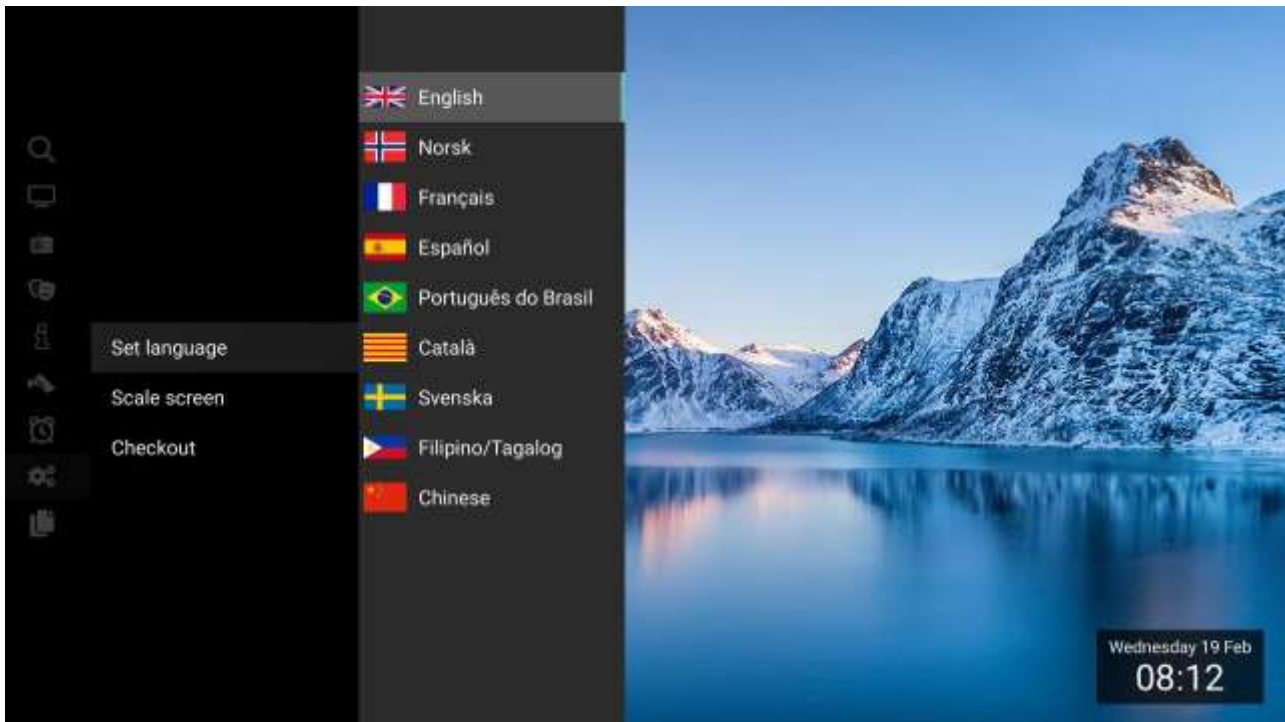 Set language
Scale screen
Checkout
English
Norsk
Français
Español
Português do Brasil
Català
Svenska
Filipino/Tagalog
Chinese
Wednesday 19 Feb
08:12